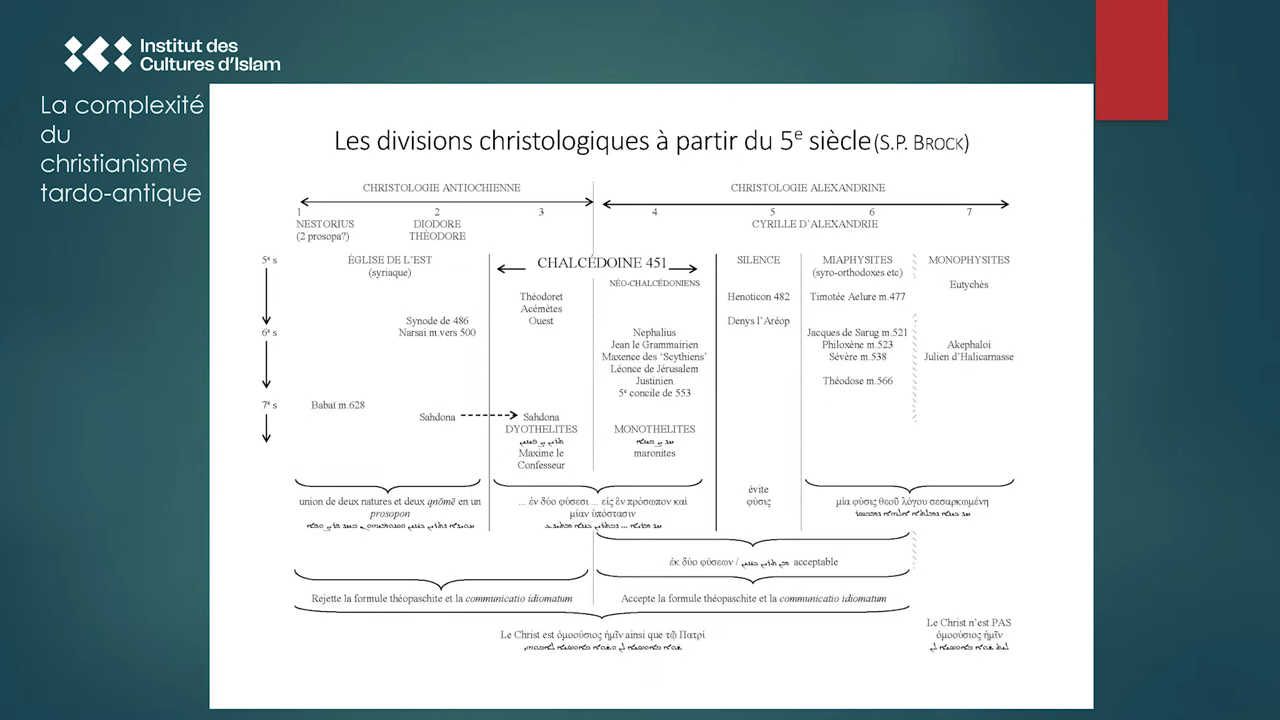 Institut des
Cultures d'Islam
La complexité
du
christianisme
tardo-antique
Les divisions christologiques à partir du 5e siècle (S.P. BROCK)
CHRISTOLOGIE ANTIOCHIENNE
CHRISTOLOGIE ALEXANDRINE
1 2 3 4 5 6 7
NESTORIUS
(2 prosopa?)
DIODORE
THÉODORE
CYRILLE D'ALEXANDRIE
5e s
ÉGLISE DE L'EST
(syriaque)
CHALCÉDOINE 451
NÉO-CHALCÉDONIENS
SILENCE
MIAPHYSITES
(syro-orthodoxes etc)
MONOPHYSITES
Eutychès
Théodoret
Acémètes
Ouest
Henoticon 482
Timotée Aelure m.477
Synode de 486
Denys l'Aréop
6e s
Narsai m.vers 500
Nephalius
Jean le Grammairien
Maxence des 'Scythiens'
Léonce de Jérusalem
Justinien
5e concile de 553
Jacques de Sarug m.521
Philoxène m.523
Sévère m.538
Théodose m.566
Akephaloi
Julien d'Halicarnasse
7e s
Babaï m.628
Sahdona
Sahdona
DYOTHELITES
Maxime le
Confesseur
MONOTHELITES
maronites
union de deux natures et deux qnōmē en un
prosopon
... ἐν δύο φύσεσι ... εἰς ἓν πρόσωπον καὶ
μίαν ὑπόστασιν
évite
φύσις
μία φύσις θεοῦ λόγου σεσαρκωμένη
ἐκ δύο φύσεων / acceptable
Rejette la formule théopaschite et la communicatio idiomatum
Accepte la formule théopaschite et la communicatio idiomatum
Le Christ est ὁμοούσιος ἡμῖν ainsi que τῷ Πατρί
Le Christ n'est PAS
ὁμοούσιος ἡμῖν